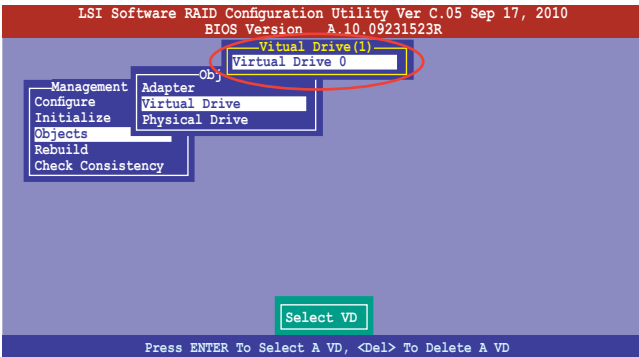 LSI Software RAID Configuration Utility Ver C.05 Sep 17, 2010
BIOS Version A.10.09231523R
Vitual Drive(1)
Virtual Drive 0
Obj
Adapter
Virtual Drive
Physical Drive
Management
Configure
Initialize
Objects
Rebuild
Check Consistency
Select VD
Press ENTER To Select A VD, <Del> To Delete A VD